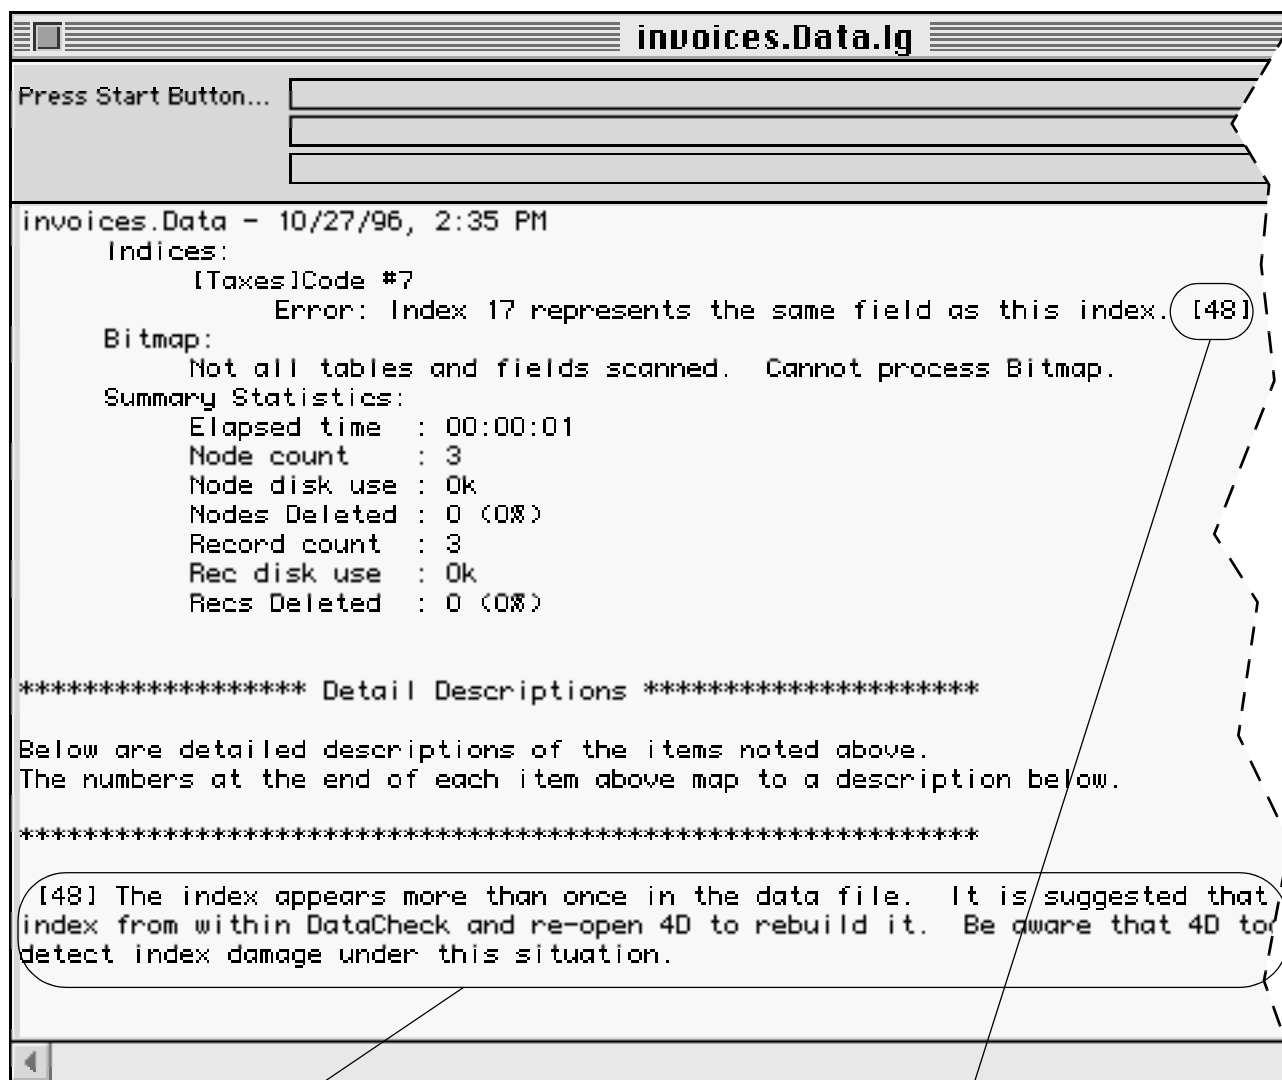 invoices.Data.lg
Press Start Button...
invoices.Data - 10/27/96, 2:35 PM
Indices:
[Taxes]Code #7
Error: Index 17 represents the same field as this index. [48]
Bitmap:
Not all tables and fields scanned.  Cannot process Bitmap.
Summary Statistics:
Elapsed time  : 00:00:01
Node count    : 3
Node disk use : 0k
Nodes Deleted : 0 (0%)
Record count  : 3
Rec disk use  : 0k
Recs Deleted  : 0 (0%)
****************** Detail Descriptions *********************
Below are detailed descriptions of the items noted above.
The numbers at the end of each item above map to a description below.
************************************************************
[48] The index appears more than once in the data file.  It is suggested that
index from within DataCheck and re-open 4D to rebuild it.  Be aware that 4D
detect index damage under this situation.